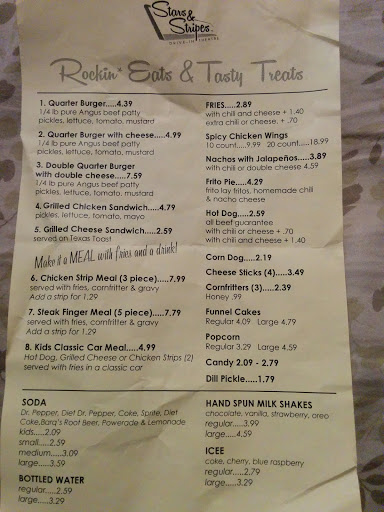 Stars &
Stripes
DRIVE-IN THEATRE
Rockin' Eats & Tasty Treats
1. Quarter Burger.....4.39
1/4 lb pure Angus beef patty
pickles, lettuce, tomato, mustard
2. Quarter Burger with cheese.....4.99
1/4 lb pure Angus beef patty
pickles, lettuce, tomato, mustard
3. Double Quarter Burger
with double cheese.....7.59
1/4 lb pure Angus beef patty
pickles, lettuce, tomato, mustard
4. Grilled Chicken Sandwich.....4.79
pickles, lettuce, tomato, mayo
5. Grilled Cheese Sandwich.....2.59
served on Texas Toast
Make it a MEAL with fries and a drink!
6. Chicken Strip Meal (3 piece).....7.99
served with fries, cornfritter & gravy
Add a strip for 1.29
7. Steak Finger Meal (5 piece).....7.79
served with fries, cornfritter & gravy
Add a strip for 1.29
8. Kids Classic Car Meal.....4.99
Hot Dog, Grilled Cheese or Chicken Strips (2)
served with fries in a classic car
FRIES.....2.89
with chili and cheese + 1.40
extra chili or cheese. + .70
Spicy Chicken Wings
10 count.....9.99 20 count.....18.99
Nachos with Jalapeños.....3.89
with chili or double cheese 4.59
Frito Pie.....4.29
frito lay fritos, homemade chili
& nacho cheese
Hot Dog.....2.59
all beef guarantee
with chili or cheese + .70
with chili and cheese + 1.40
Corn Dog.....2.19
Cheese Sticks (4).....3.49
Cornfritters (3).....2.39
Honey .99
Funnel Cakes
Regular 4.09 Large 4.79
Popcorn
Regular 3.29 Large 4.59
Candy 2.09 - 2.79
Dill Pickle.....1.79
SODA
Dr. Pepper, Diet Dr. Pepper, Coke, Sprite, Diet
Coke,Barq's Root Beer, Powerade & Lemonade
kids.....2.09
small.....2.59
medium.....3.09
large.....3.59
BOTTLED WATER
regular.....2.59
large.....3.29
HAND SPUN MILK SHAKES
chocolate, vanilla, strawberry, oreo
regular.....3.99
large.....4.59
ICEE
coke, cherry, blue raspberry
regular.....2.79
large.....3.29